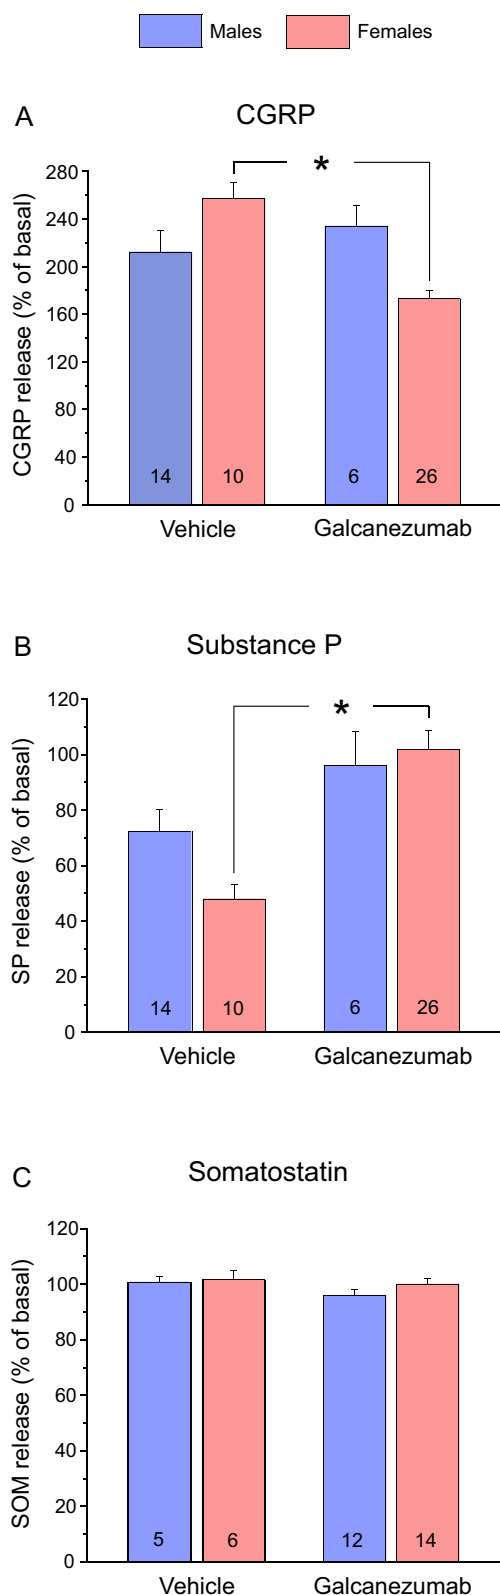 Males Females
A CGRP
280
240
200
160
120
80
40
0
CGRP release (% of basal)
*
14 10 6 26
Vehicle Galcanezumab
B Substance P
120
100
80
60
40
20
0
SP release (% of basal)
*
14 10 6 26
Vehicle Galcanezumab
C Somatostatin
120
100
80
60
40
20
0
SOM release (% of basal)
5 6 12 14
Vehicle Galcanezumab